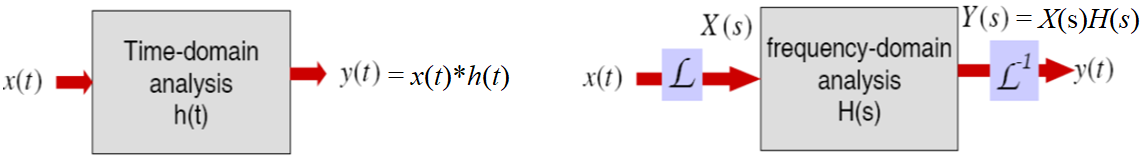 x(t)
Time-domain
analysis
h(t)
y(t) = x(t)*h(t)
x(t)
ℒ
X(s)
frequency-domain
analysis
H(s)
Y(s) = X(s)H(s)
ℒ⁻¹
y(t)